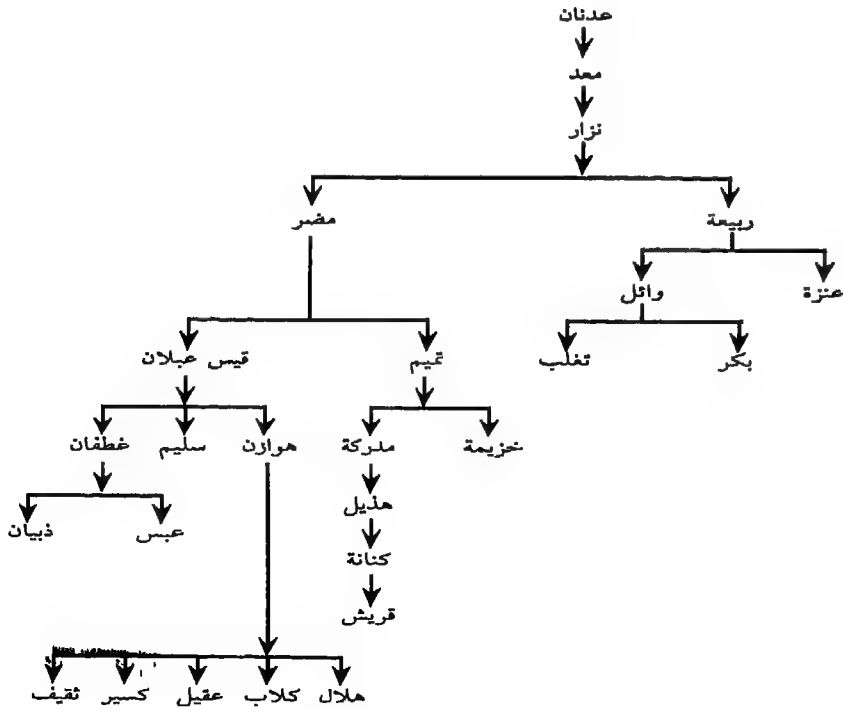 عدنان
معد
نزار
ربيعة
مضر
عنزة
وائل
بكر
تغلب
تميم
قيس عبلان
خزيمة
مدركة
هوازن
سليم
غطفان
هذيل
عبس
ذبيان
كنانة
قريش
هلال
كلاب
عقيل
كسير
ثقيف